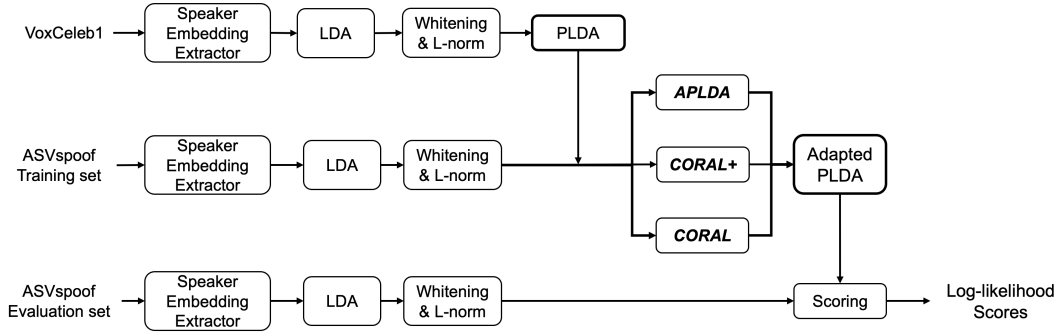 VoxCeleb1
Speaker
Embedding
Extractor
LDA
Whitening
& L-norm
PLDA
ASVspoof
Training set
Speaker
Embedding
Extractor
LDA
Whitening
& L-norm
APLDA
CORAL+
CORAL
Adapted
PLDA
ASVspoof
Evaluation set
Speaker
Embedding
Extractor
LDA
Whitening
& L-norm
Scoring
Log-likelihood
Scores